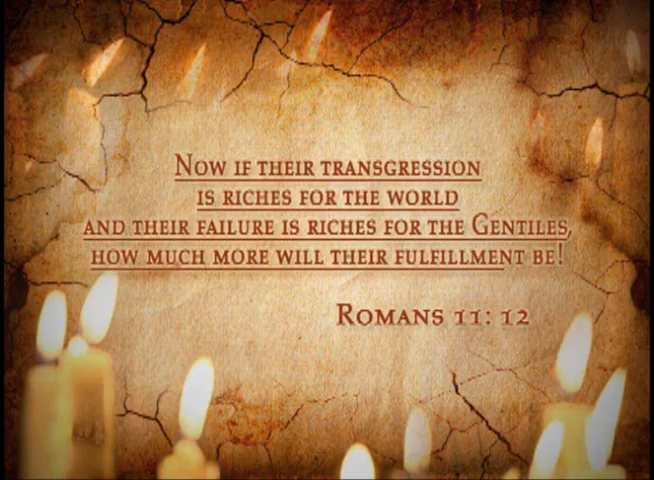 Now if their transgression
is riches for the world
and their failure is riches for the Gentiles,
how much more will their fulfillment be!
Romans 11: 12